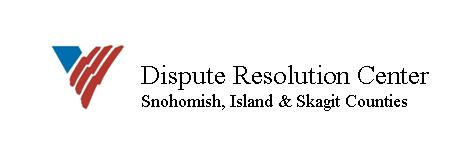 Dispute Resolution Center
Snohomish, Island & Skagit Counties